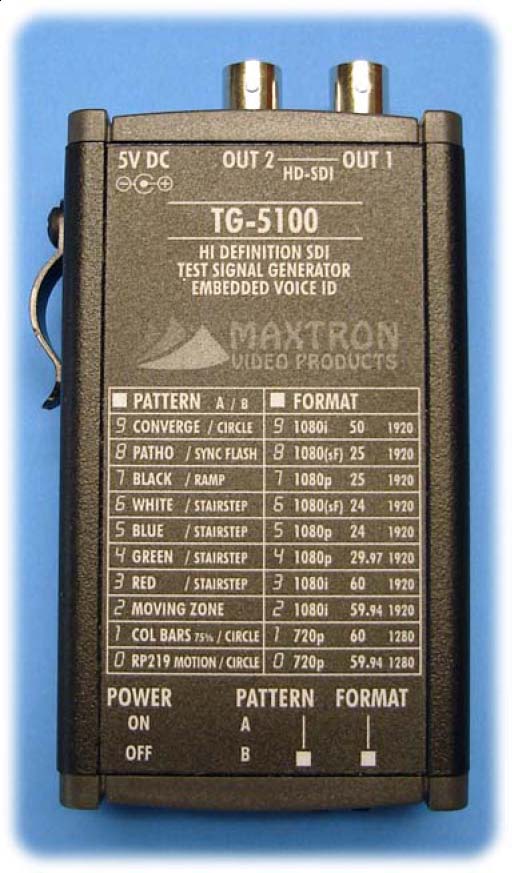 5V DC OUT 2 OUT 1
HD-SDI
TG-5100
HI DEFINITION SDI
TEST SIGNAL GENERATOR
EMBEDDED VOICE ID
MAXTRON
VIDEO PRODUCTS
PATTERN A / B FORMAT
9 CONVERGE / CIRCLE 9 1080i 50 1920
8 PATHO / SYNC FLASH 8 1080(sF) 25 1920
7 BLACK / RAMP 7 1080p 25 1920
6 WHITE / STAIRSTEP 6 1080(sF) 24 1920
5 BLUE / STAIRSTEP 5 1080p 24 1920
4 GREEN / STAIRSTEP 4 1080p 29.97 1920
3 RED / STAIRSTEP 3 1080i 60 1920
2 MOVING ZONE 2 1080i 59.94 1920
1 COL BARS 75% / CIRCLE 1 720p 60 1280
0 RP219 MOTION / CIRCLE 0 720p 59.94 1280
POWER PATTERN FORMAT
ON A
OFF B